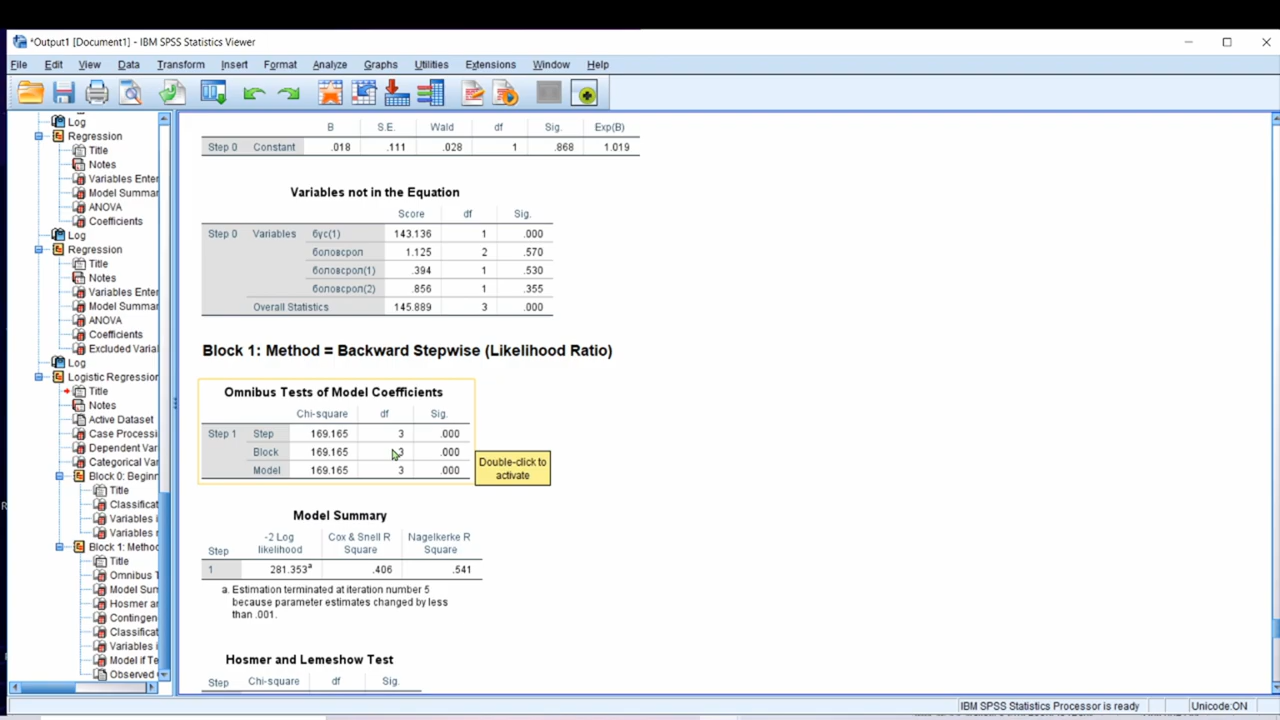 *Output1 [Document1] - IBM SPSS Statistics Viewer
File Edit View Data Transform Insert Format Analyze Graphs Utilities Extensions Window Help
Log
Regression
Title
Notes
Variables Enter
Model Summar
ANOVA
Coefficients
Log
Regression
Title
Notes
Variables Enter
Model Summar
ANOVA
Coefficients
Excluded Varia
Log
Logistic Regression
Title
Notes
Active Dataset
Case Processi
Dependent Var
Categorical Va
Block 0: Beginn
Title
Classificat
Variables i
Variables n
Block 1: Metho
Title
Omnibus T
Model Sum
Hosmer an
Contingen
Classificat
Variables i
Model if Te
Observed
B S.E. Wald df Sig. Exp(B)
Step 0 Constant .018 .111 .028 1 .868 1.019
Variables not in the Equation
Score df Sig.
Step 0 Variables бүс(1) 143.136 1 .000
боловсрол 1.125 2 .570
боловсрол(1) .394 1 .530
боловсрол(2) .856 1 .355
Overall Statistics 145.889 3 .000
Block 1: Method = Backward Stepwise (Likelihood Ratio)
Omnibus Tests of Model Coefficients
Chi-square df Sig.
Step 1 Step 169.165 3 .000
Block 169.165 3 .000
Model 169.165 3 .000
Double-click to
activate
Model Summary
Step -2 Log likelihood Cox & Snell R Square Nagelkerke R Square
1 281.353a .406 .541
a. Estimation terminated at iteration number 5
because parameter estimates changed by less
than .001.
Hosmer and Lemeshow Test
Step Chi-square df Sig.
IBM SPSS Statistics Processor is ready Unicode:ON